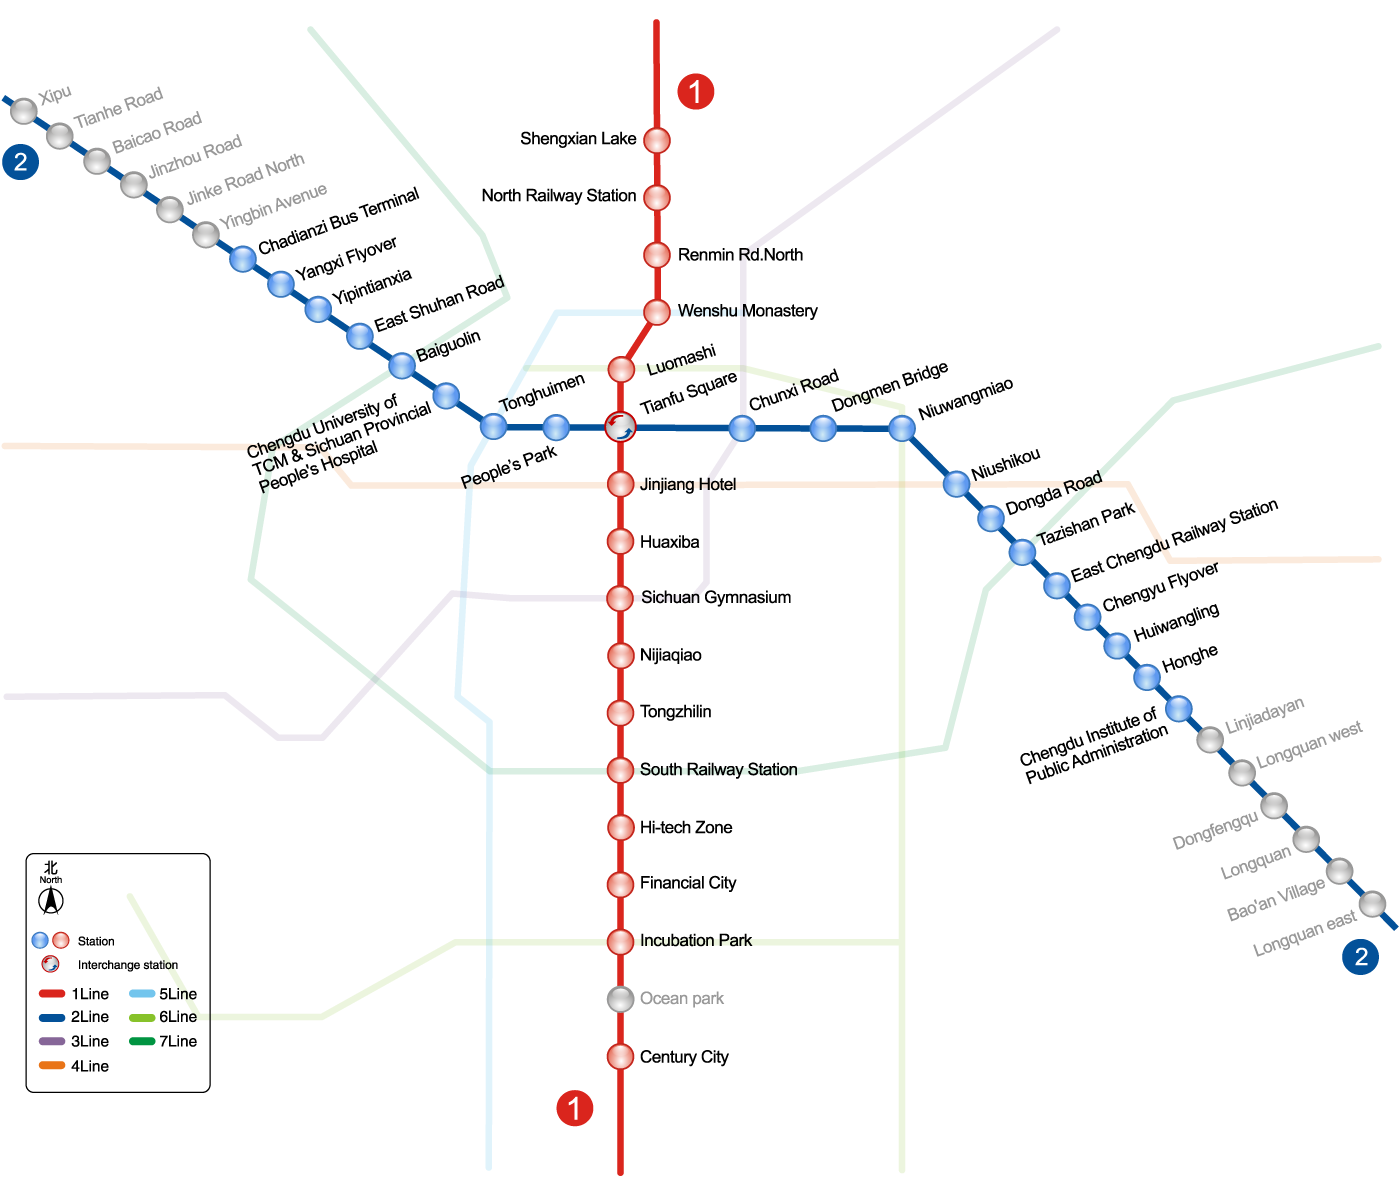 1
Shengxian Lake
North Railway Station
Renmin Rd.North
Wenshu Monastery
Luomashi
Tianfu Square
Jinjiang Hotel
Huaxiba
Sichuan Gymnasium
Nijiaqiao
Tongzhilin
South Railway Station
Hi-tech Zone
Financial City
Incubation Park
Ocean park
Century City
1
2
Xipu
Tianhe Road
Baicao Road
Jinzhou Road
Jinke Road North
Yingbin Avenue
Chadianzi Bus Terminal
Yangxi Flyover
Yipintianxia
East Shuhan Road
Baiguolin
Chengdu University of
TCM & Sichuan Provincial
People's Hospital
Tonghuimen
People's Park
Chunxi Road
Dongmen Bridge
Niuwangmiao
Niushikou
Dongda Road
Tazishan Park
East Chengdu Railway Station
Chengyu Flyover
Huiwangling
Honghe
Chengdu Institute of
Public Administration
Linjiadayan
Longquan west
Dongfengqu
Longquan
Bao'an Village
Longquan east
2
北
North
Station
Interchange station
1Line
2Line
3Line
4Line
5Line
6Line
7Line